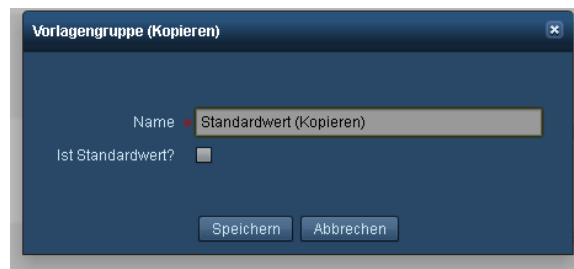 Vorlagengruppe (Kopieren)
Name * Standardwert (Kopieren)
Ist Standardwert?
Speichern Abbrechen